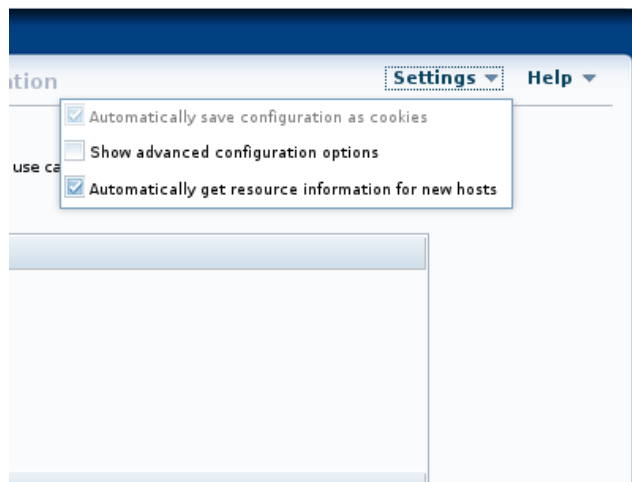 ation
Settings Help
Automatically save configuration as cookies
Show advanced configuration options
use ca
Automatically get resource information for new hosts